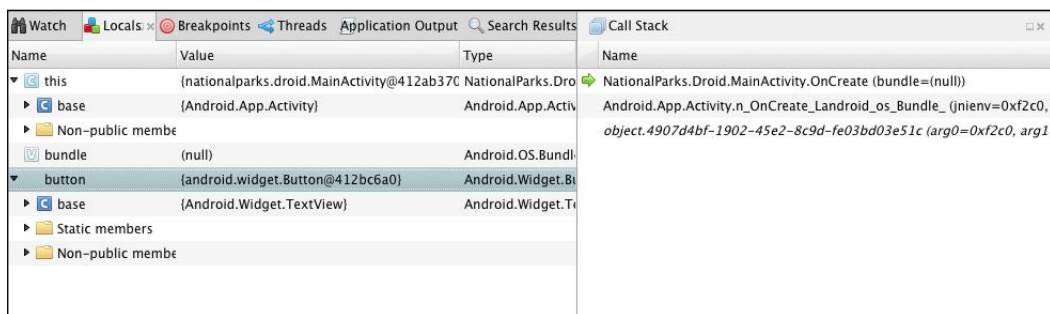 Watch Locals Breakpoints Threads Application Output Search Results
Name Value Type
this {nationalparks.droid.MainActivity@412ab370 NationalParks.Dro
base {Android.App.Activity} Android.App.Activ
Non-public membe
bundle (null) Android.OS.Bundl
button {android.widget.Button@412bc6a0} Android.Widget.Bu
base {Android.Widget.TextView} Android.Widget.Te
Static members
Non-public membe
Call Stack
Name
NationalParks.Droid.MainActivity.OnCreate (bundle=(null))
Android.App.Activity.n_OnCreate_Landroid_os_Bundle_ (jnienv=0xf2c0,
object.4907d4bf-1902-45e2-8c9d-fe03bd03e51c (arg0=0xf2c0, arg1